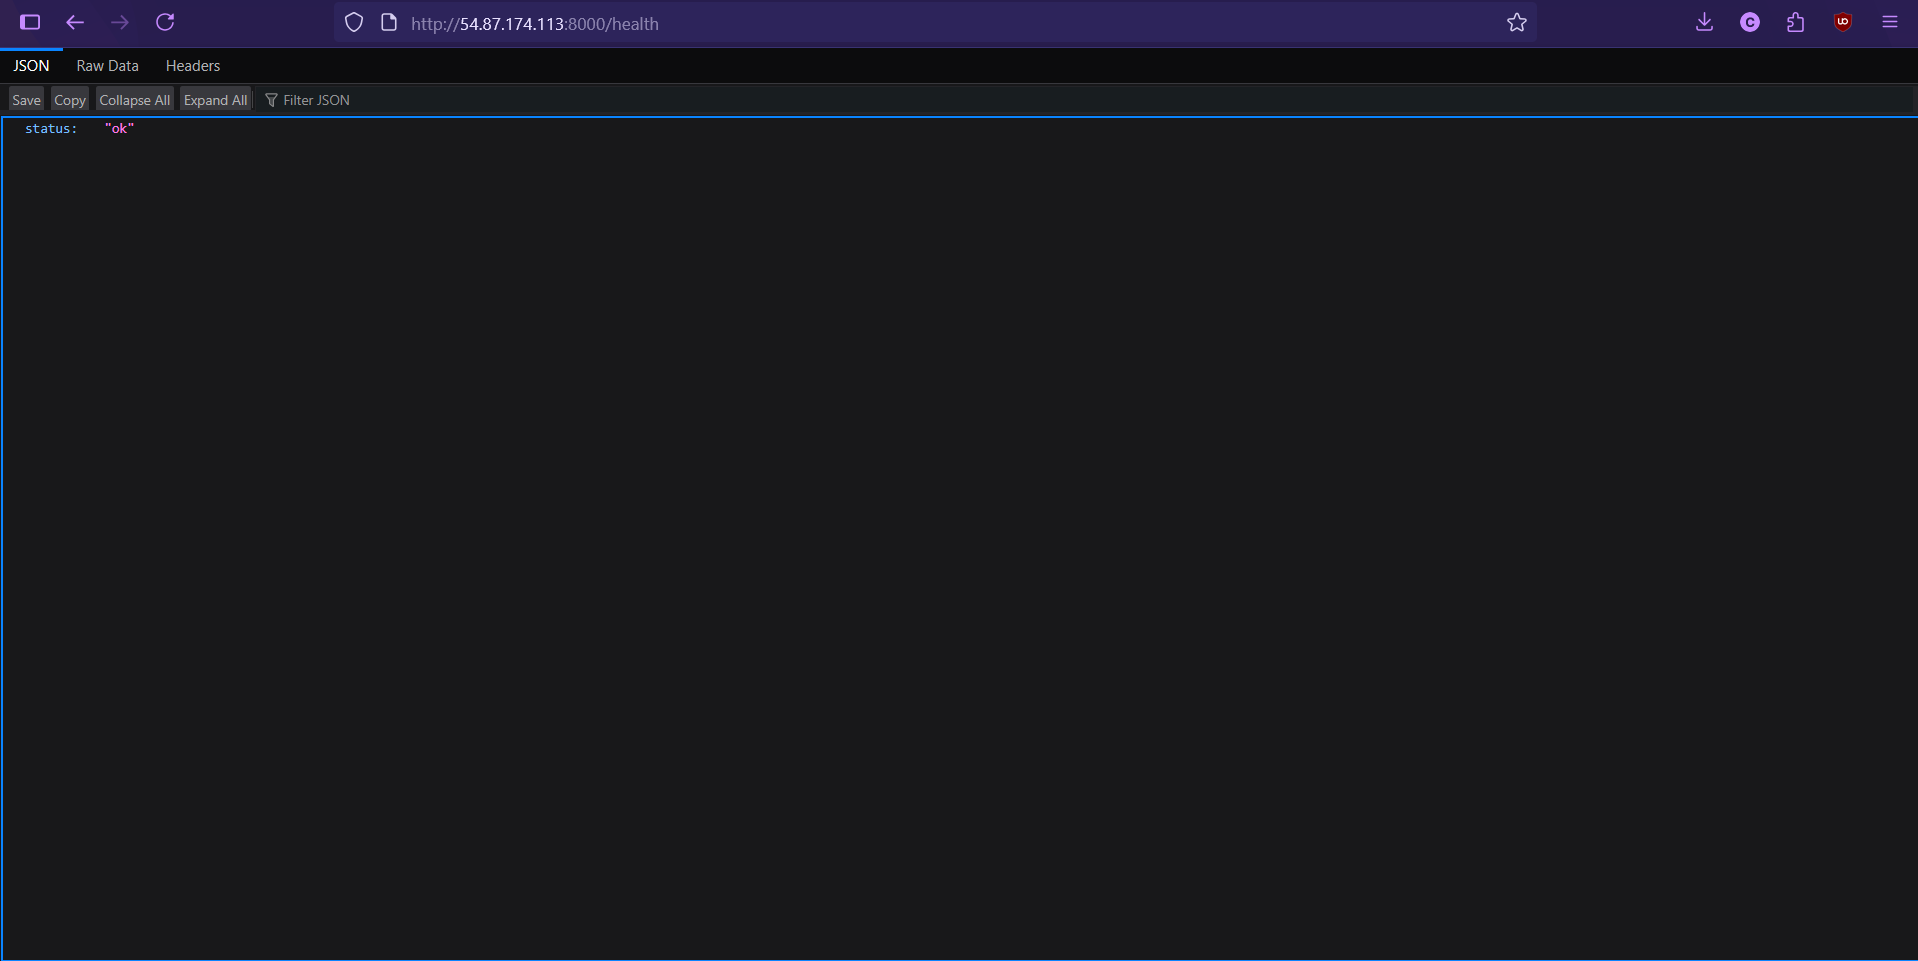 http://54.87.174.113:8000/health
JSON Raw Data Headers
Save Copy Collapse All Expand All Filter JSON
status: "ok"